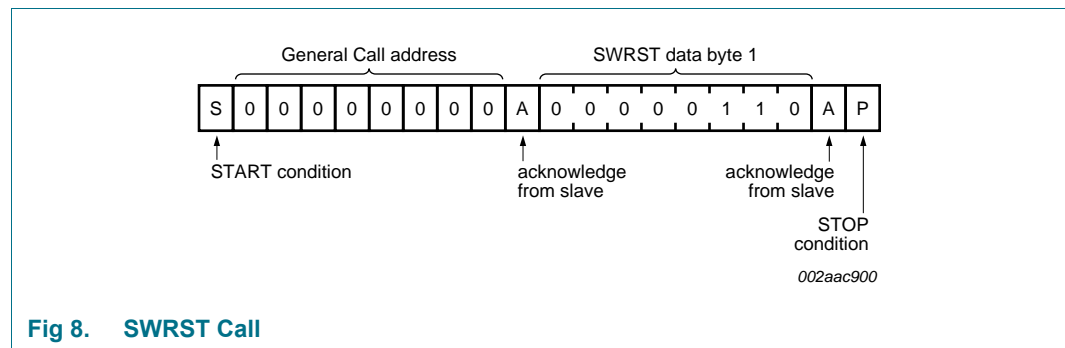 General Call address SWRST data byte 1
S 0 0 0 0 0 0 0 0 A 0 0 0 0 0 1 1 0 A P
START condition acknowledge acknowledge
from slave from slave
STOP
condition
002aac900
Fig 8. SWRST Call